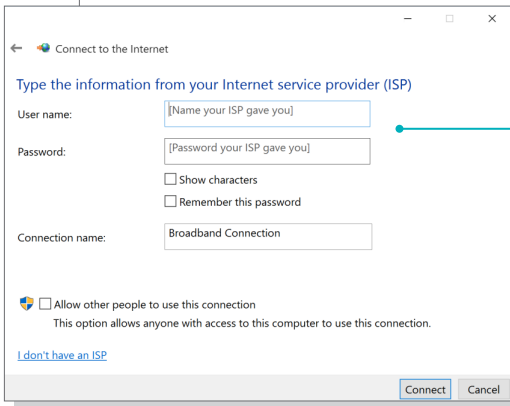 Connect to the Internet
Type the information from your Internet service provider (ISP)
User name:
[Name your ISP gave you]
Password:
[Password your ISP gave you]
Show characters
Remember this password
Connection name:
Broadband Connection
Allow other people to use this connection
This option allows anyone with access to this computer to use this connection.
I don't have an ISP
Connect
Cancel